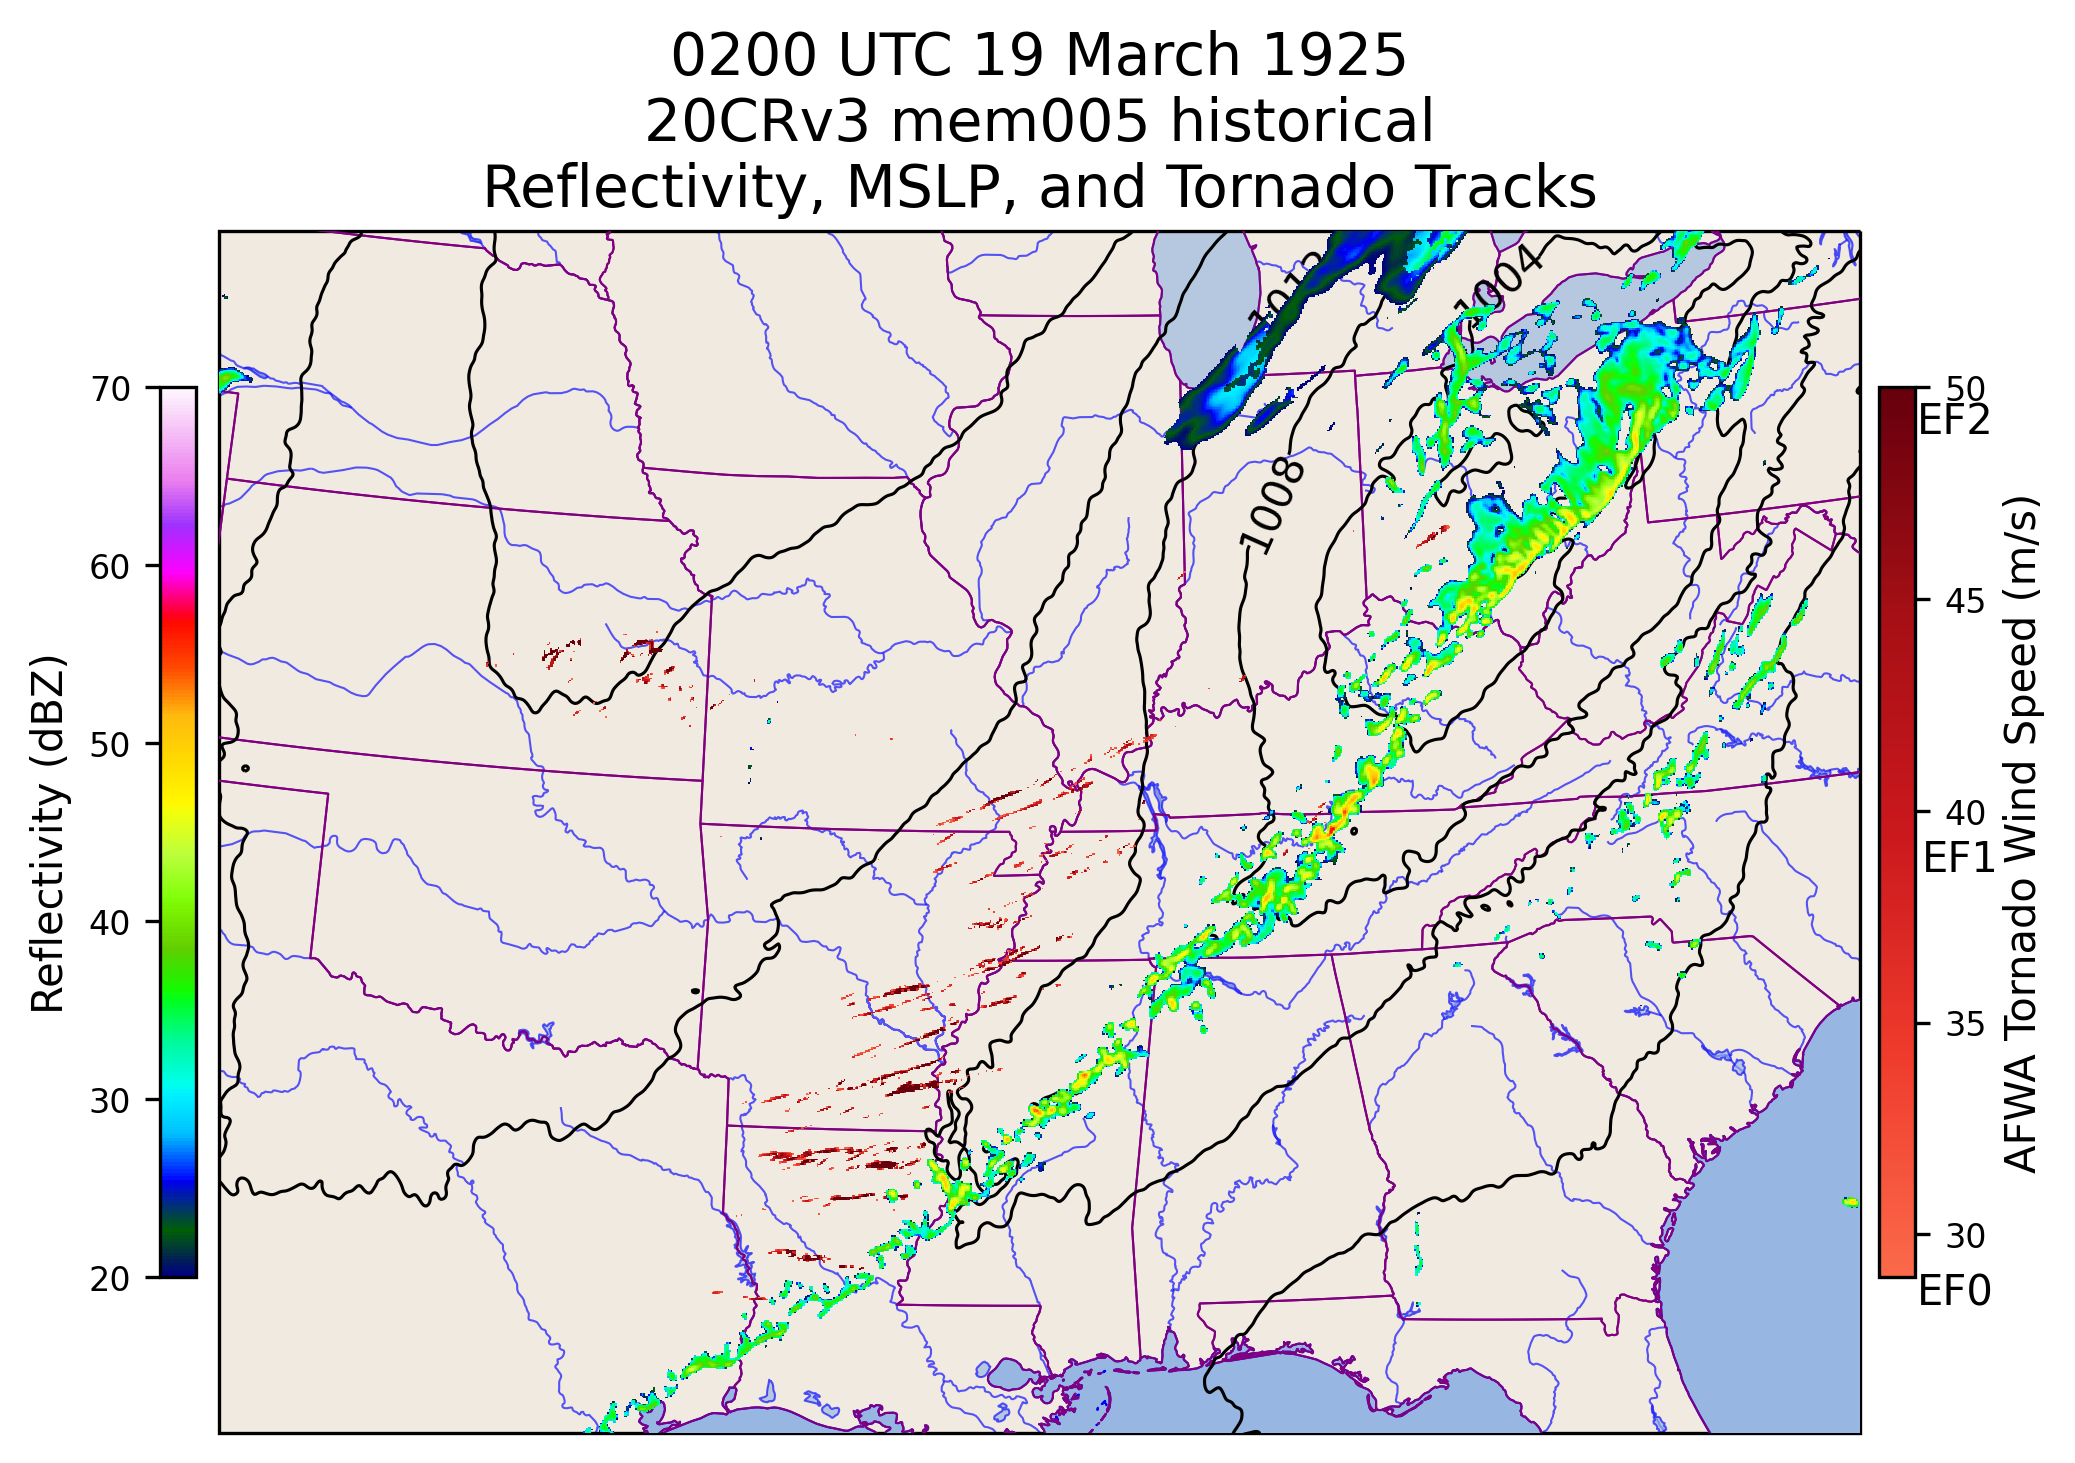 0200 UTC 19 March 1925
20CRv3 mem005 historical
Reflectivity, MSLP, and Tornado Tracks
1004
1008
70
60
50
40
30
20
Reflectivity (dBZ)
50
EF2
45
40
EF1
35
30
EF0
AFWA Tornado Wind Speed (m/s)